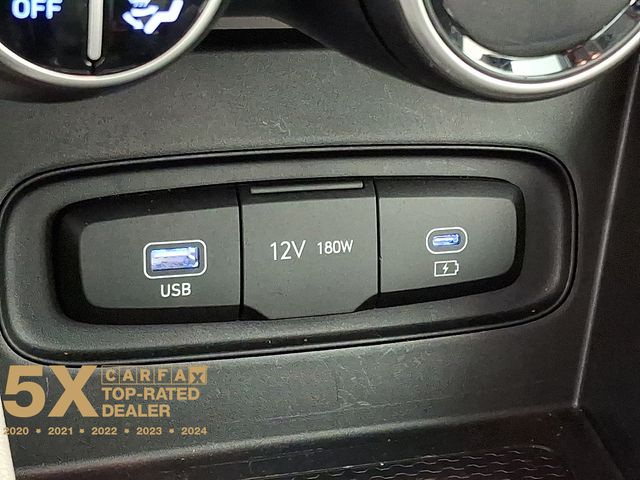 OFF
12V 180W
USB
5X CARFAX
TOP-RATED
DEALER
2020 • 2021 • 2022 • 2023 • 2024